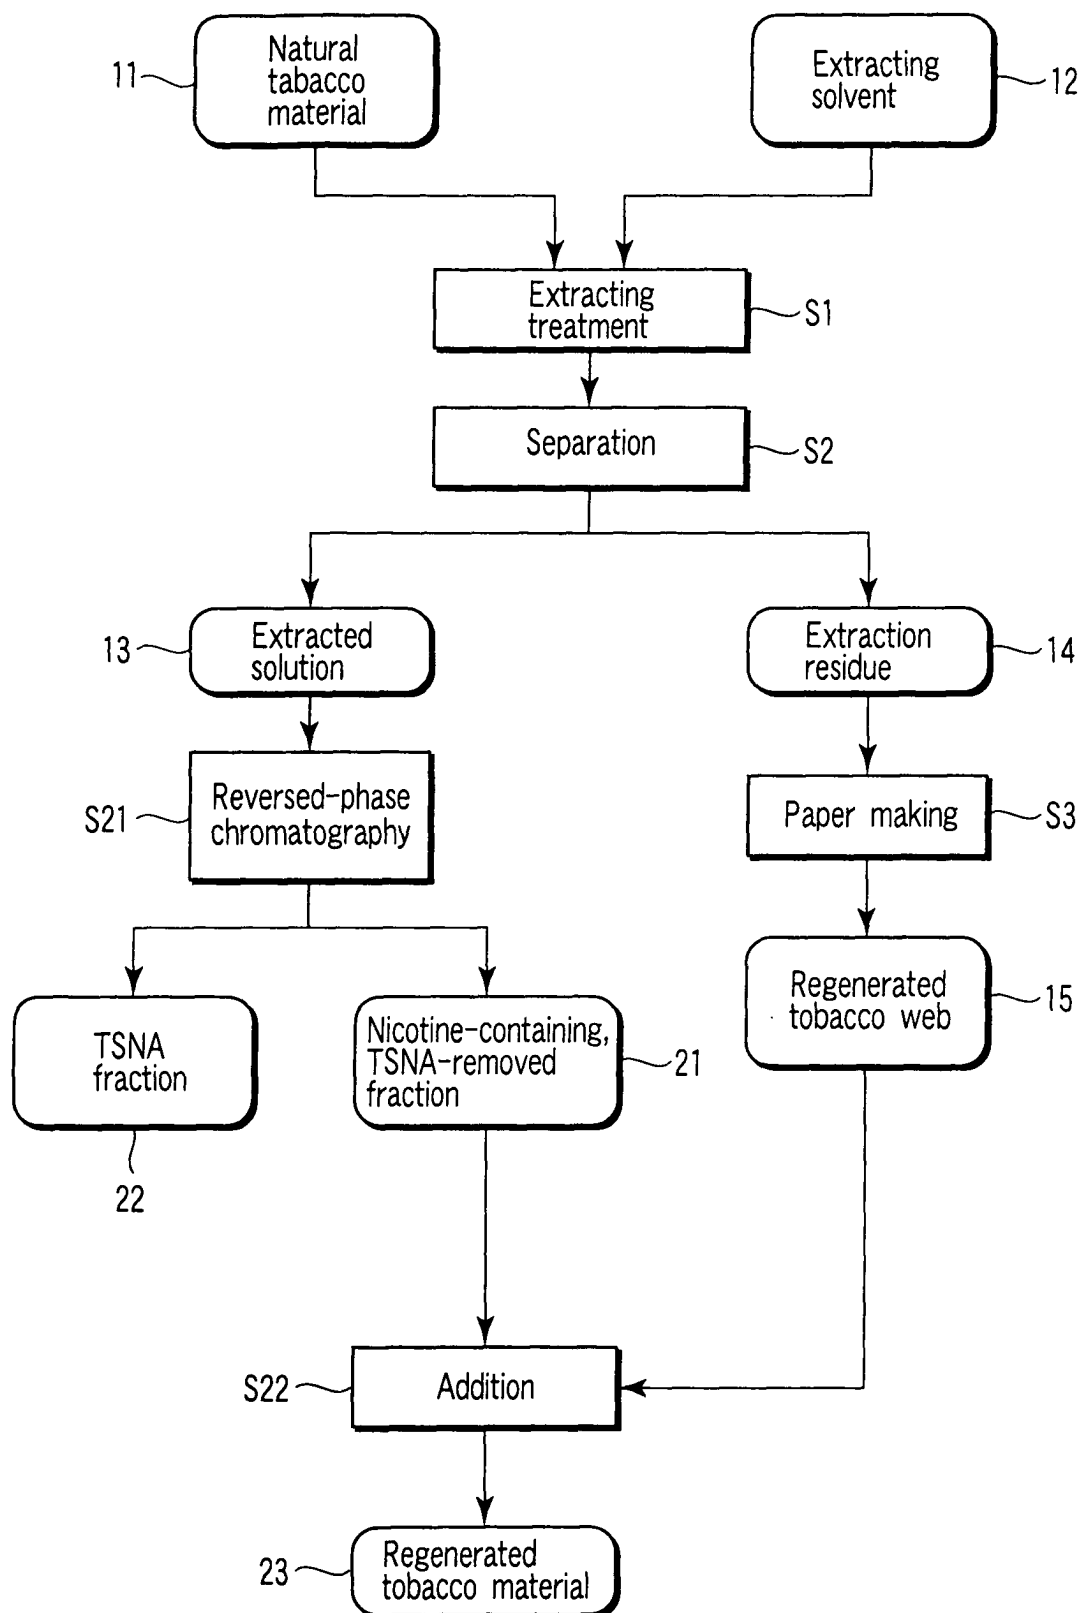 11
Natural
tabacco
material
Extracting
solvent
12
Extracting
treatment
S1
Separation
S2
13
Extracted
solution
Extraction
residue
14
S21
Reversed-phase
chromatography
Paper making
S3
TSNA
fraction
22
Nicotine-containing,
TSNA-removed
fraction
21
Regenerated
tobacco web
15
S22
Addition
23
Regenerated
tobacco material